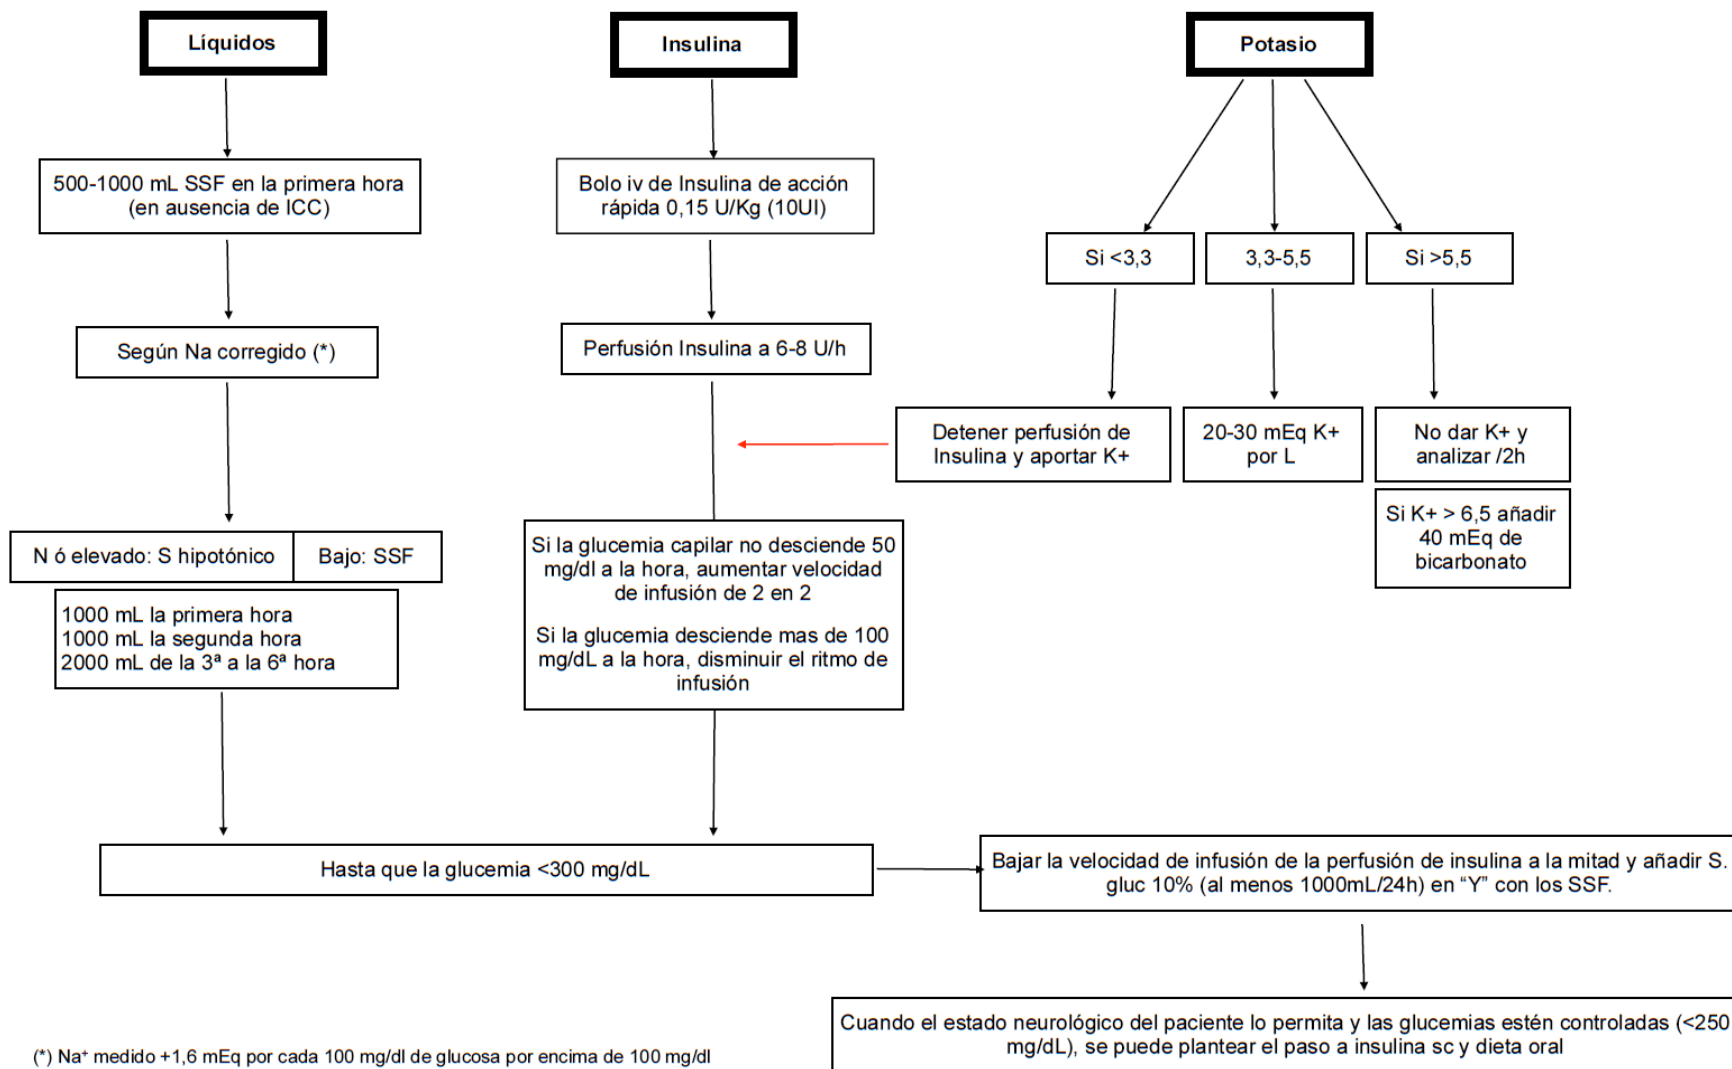 Líquidos
500-1000 mL SSF en la primera hora
(en ausencia de ICC)
Según Na corregido (*)
N ó elevado: S hipotónico
Bajo: SSF
1000 mL la primera hora
1000 mL la segunda hora
2000 mL de la 3ª a la 6ª hora
Insulina
Bolo iv de Insulina de acción
rápida 0,15 U/Kg (10UI)
Perfusión Insulina a 6-8 U/h
Si la glucemia capilar no desciende 50
mg/dl a la hora, aumentar velocidad
de infusión de 2 en 2
Si la glucemia desciende mas de 100
mg/dL a la hora, disminuir el ritmo de
infusión
Potasio
Si <3,3
3,3-5,5
Si >5,5
Detener perfusión de
Insulina y aportar K+
20-30 mEq K+
por L
No dar K+ y
analizar /2h
Si K+ > 6,5 añadir
40 mEq de
bicarbonato
Hasta que la glucemia <300 mg/dL
Bajar la velocidad de infusión de la perfusión de insulina a la mitad y añadir S.
gluc 10% (al menos 1000mL/24h) en “Y” con los SSF.
Cuando el estado neurológico del paciente lo permita y las glucemias estén controladas (<250
mg/dL), se puede plantear el paso a insulina sc y dieta oral
(*) Na⁺ medido +1,6 mEq por cada 100 mg/dl de glucosa por encima de 100 mg/dl